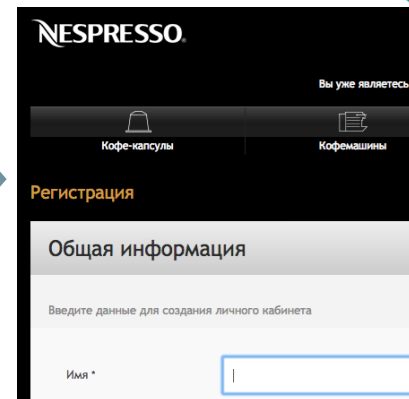 NESPRESSO.
Вы уже являетесь
Кофе-капсулы
Кофемашины
Регистрация
Общая информация
Введите данные для создания личного кабинета
Имя *